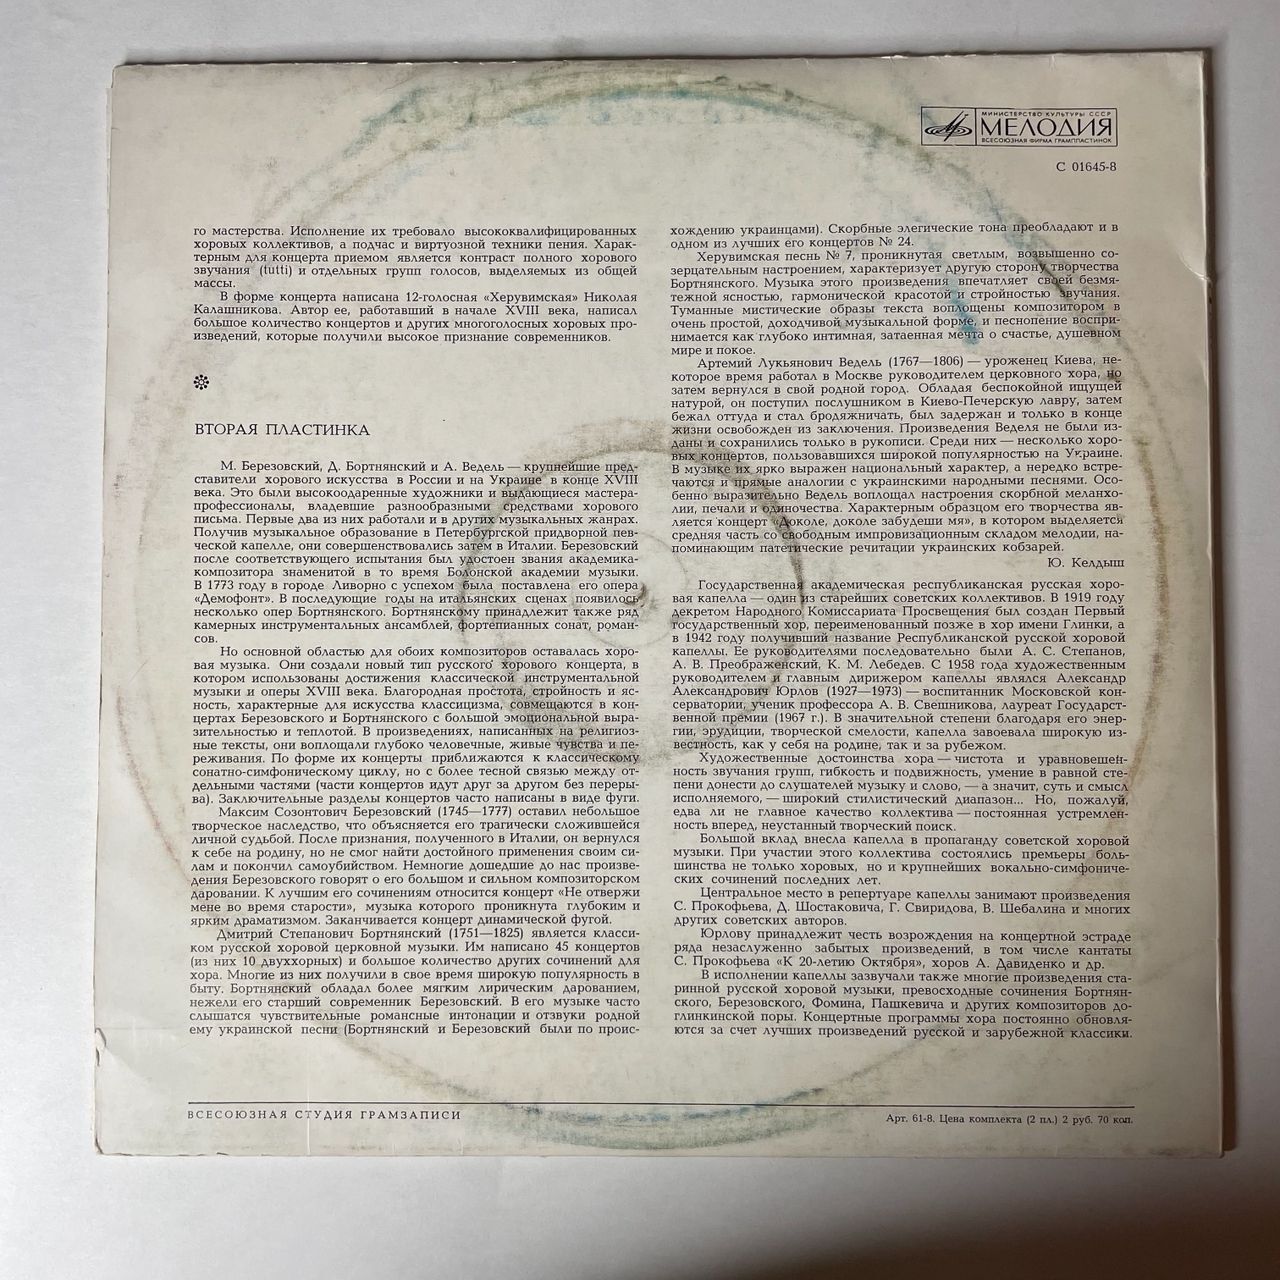 МИНИСТЕРСТВО КУЛЬТУРЫ СССР
МЕЛОДИЯ
ВСЕСОЮЗНАЯ ФИРМА ГРАМПЛАСТИНОК
С 01645-8
го мастерства. Исполнение их требовало высококвалифицированных
хоровых коллективов, а подчас и виртуозной техники пения. Харак-
терным для концерта приемом является контраст полного хорового
звучания (tutti) и отдельных групп голосов, выделяемых из общей
массы.
В форме концерта написана 12-голосная «Херувимская» Николая
Калашникова. Автор ее, работавший в начале XVIII века, написал
большое количество концертов и других многоголосных хоровых про-
изведений, которые получили высокое признание современников.
ВТОРАЯ ПЛАСТИНКА
М. Березовский, Д. Бортнянский и А. Ведель — крупнейшие пред-
ставители хорового искусства в России и на Украине в конце XVIII
века. Это были высокоодаренные художники и выдающиеся мастера-
профессионалы, владевшие разнообразными средствами хорового
письма. Первые два из них работали и в других музыкальных жанрах.
Получив музыкальное образование в Петербургской придворной пев-
ческой капелле, они совершенствовались затем в Италии. Березовский
после соответствующего испытания был удостоен звания академика-
композитора знаменитой в то время Болонской академии музыки.
В 1773 году в городе Ливорно с успехом была поставлена его опера
«Демофонт». В последующие годы на итальянских сценах появилось
несколько опер Бортнянского. Бортнянскому принадлежит также ряд
камерных инструментальных ансамблей, фортепианных сонат, роман-
сов.
Но основной областью для обоих композиторов оставалась хоро-
вая музыка. Они создали новый тип русского хорового концерта, в
котором использованы достижения классической инструментальной
музыки и оперы XVIII века. Благородная простота, стройность и яс-
ность, характерные для искусства классицизма, совмещаются в кон-
цертах Березовского и Бортнянского с большой эмоциональной выра-
зительностью и теплотой. В произведениях, написанных на религиоз-
ные тексты, они воплощали глубоко человечные, живые чувства и пе-
реживания. По форме их концерты приближаются к классическому
сонатно-симфоническому циклу, но с более тесной связью между от-
дельными частями (части концертов идут друг за другом без переры-
ва). Заключительные разделы концертов часто написаны в виде фуги.
Максим Созонтович Березовский (1745—1777) оставил небольшое
творческое наследство, что объясняется его трагически сложившейся
личной судьбой. После признания, полученного в Италии, он вернулся
к себе на родину, но не смог найти достойного применения своим си-
лам и покончил самоубийством. Немногие дошедшие до нас произве-
дения Березовского говорят о его большом и сильном композиторском
даровании. К лучшим его сочинениям относится концерт «Не отвержи
мене во время старости», музыка которого проникнута глубоким и
ярким драматизмом. Заканчивается концерт динамической фугой.
Дмитрий Степанович Бортнянский (1751—1825) является класси-
ком русской хоровой церковной музыки. Им написано 45 концертов
(из них 10 двуххорных) и большое количество других сочинений для
хора. Многие из них получили в свое время широкую популярность в
быту. Бортнянский обладал более мягким лирическим дарованием,
нежели его старший современник Березовский. В его музыке часто
слышатся чувствительные романсные интонации и отзвуки родной
ему украинской песни (Бортнянский и Березовский были по проис-
хождению украинцами). Скорбные элегические тона преобладают и в
одном из лучших его концертов № 24.
Херувимская песнь № 7, проникнутая светлым, возвышенно со-
зерцательным настроением, характеризует другую сторону творчества
Бортнянского. Музыка этого произведения впечатляет своей безмя-
тежной ясностью, гармонической красотой и стройностью звучания.
Туманные мистические образы текста воплощены композитором в
очень простой, доходчивой музыкальной форме, и песнопение воспри-
нимается как глубоко интимная, затаенная мечта о счастье, душевном
мире и покое.
Артемий Лукьянович Ведель (1767—1806) — уроженец Киева, не-
которое время работал в Москве руководителем церковного хора, но
затем вернулся в свой родной город. Обладая беспокойной ищущей
натурой, он поступил послушником в Киево-Печерскую лавру, затем
бежал оттуда и стал бродяжничать, был задержан и только в конце
жизни освобожден из заключения. Произведения Веделя не были из-
даны и сохранились только в рукописи. Среди них — несколько хоро-
вых концертов, пользовавшихся широкой популярностью на Украине.
В музыке их ярко выражен национальный характер, а нередко встре-
чаются и прямые аналогии с украинскими народными песнями. Осо-
бенно выразительно Ведель воплощал настроения скорбной меланхо-
лии, печали и одиночества. Характерным образцом его творчества яв-
ляется концерт «Доколе, доколе забудеши мя», в котором выделяется
средняя часть со свободным импровизационным складом мелодии, на-
поминающим патетические речитации украинских кобзарей.
Ю. Келдыш
Государственная академическая республиканская русская хоро-
вая капелла — один из старейших советских коллективов. В 1919 году
декретом Народного Комиссариата Просвещения был создан Первый
государственный хор, переименованный позже в хор имени Глинки, а
в 1942 году получивший название Республиканской русской хоровой
капеллы. Ее руководителями последовательно были А. С. Степанов,
А. В. Преображенский, К. М. Лебедев. С 1958 года художественным
руководителем и главным дирижером капеллы являлся Александр
Александрович Юрлов (1927—1973) — воспитанник Московской кон-
серватории, ученик профессора А. В. Свешникова, лауреат Государст-
венной премии (1967 г.). В значительной степени благодаря его энер-
гии, эрудиции, творческой смелости, капелла завоевала широкую из-
вестность, как у себя на родине, так и за рубежом.
Художественные достоинства хора — чистота и уравновешен-
ность звучания групп, гибкость и подвижность, умение в равной сте-
пени донести до слушателей музыку и слово, — а значит, суть и смысл
исполняемого, — широкий стилистический диапазон... Но, пожалуй,
едва ли не главное качество коллектива — постоянная устремлен-
ность вперед, неустанный творческий поиск.
Большой вклад внесла капелла в пропаганду советской хоровой
музыки. При участии этого коллектива состоялись премьеры боль-
шинства не только хоровых, но и крупнейших вокально-симфониче-
ских сочинений последних лет.
Центральное место в репертуаре капеллы занимают произведения
С. Прокофьева, Д. Шостаковича, Г. Свиридова, В. Шебалина и многих
других советских авторов.
Юрлову принадлежит честь возрождения на концертной эстраде
ряда незаслуженно забытых произведений, в том числе кантаты
С. Прокофьева «К 20-летию Октября», хоров А. Давиденко и др.
В исполнении капеллы зазвучали также многие произведения ста-
ринной русской хоровой музыки, превосходные сочинения Бортнян-
ского, Березовского, Фомина, Пашкевича и других композиторов до-
глинкинской поры. Концертные программы хора постоянно обновля-
ются за счет лучших произведений русской и зарубежной классики.
ВСЕСОЮЗНАЯ СТУДИЯ ГРАМЗАПИСИ
Арт. 61-8. Цена комплекта (2 пл.) 2 руб. 70 коп.